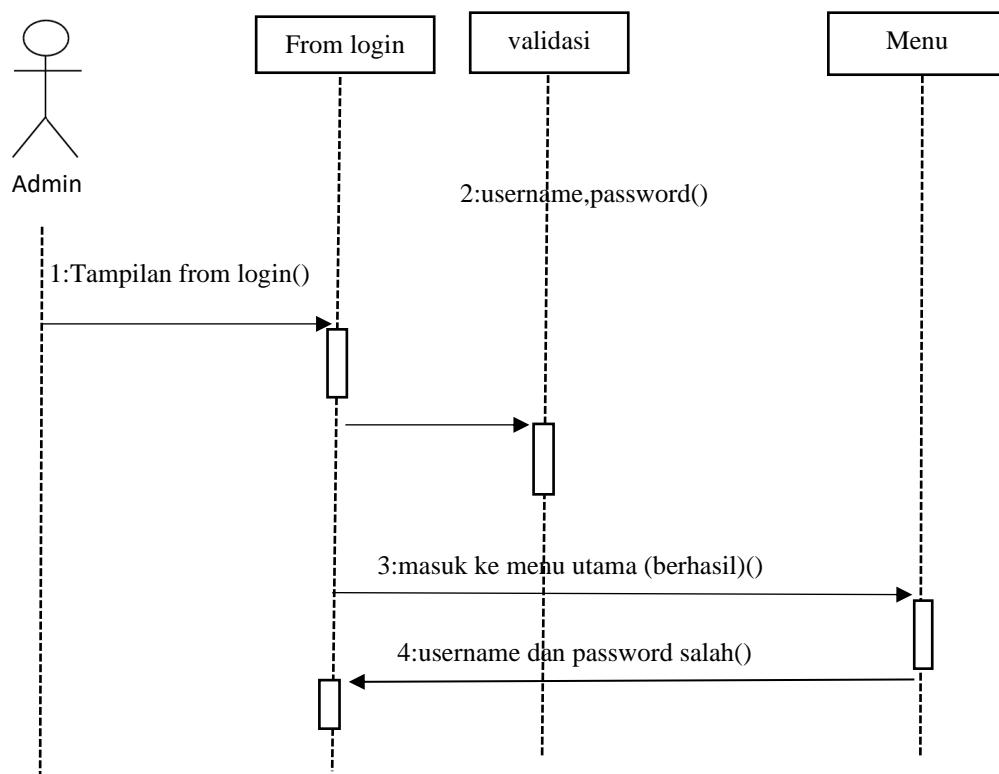 From login
validasi
Menu
Admin
2:username,password()
1:Tampilan from login()
3:masuk ke menu utama (berhasil)()
4:username dan password salah()